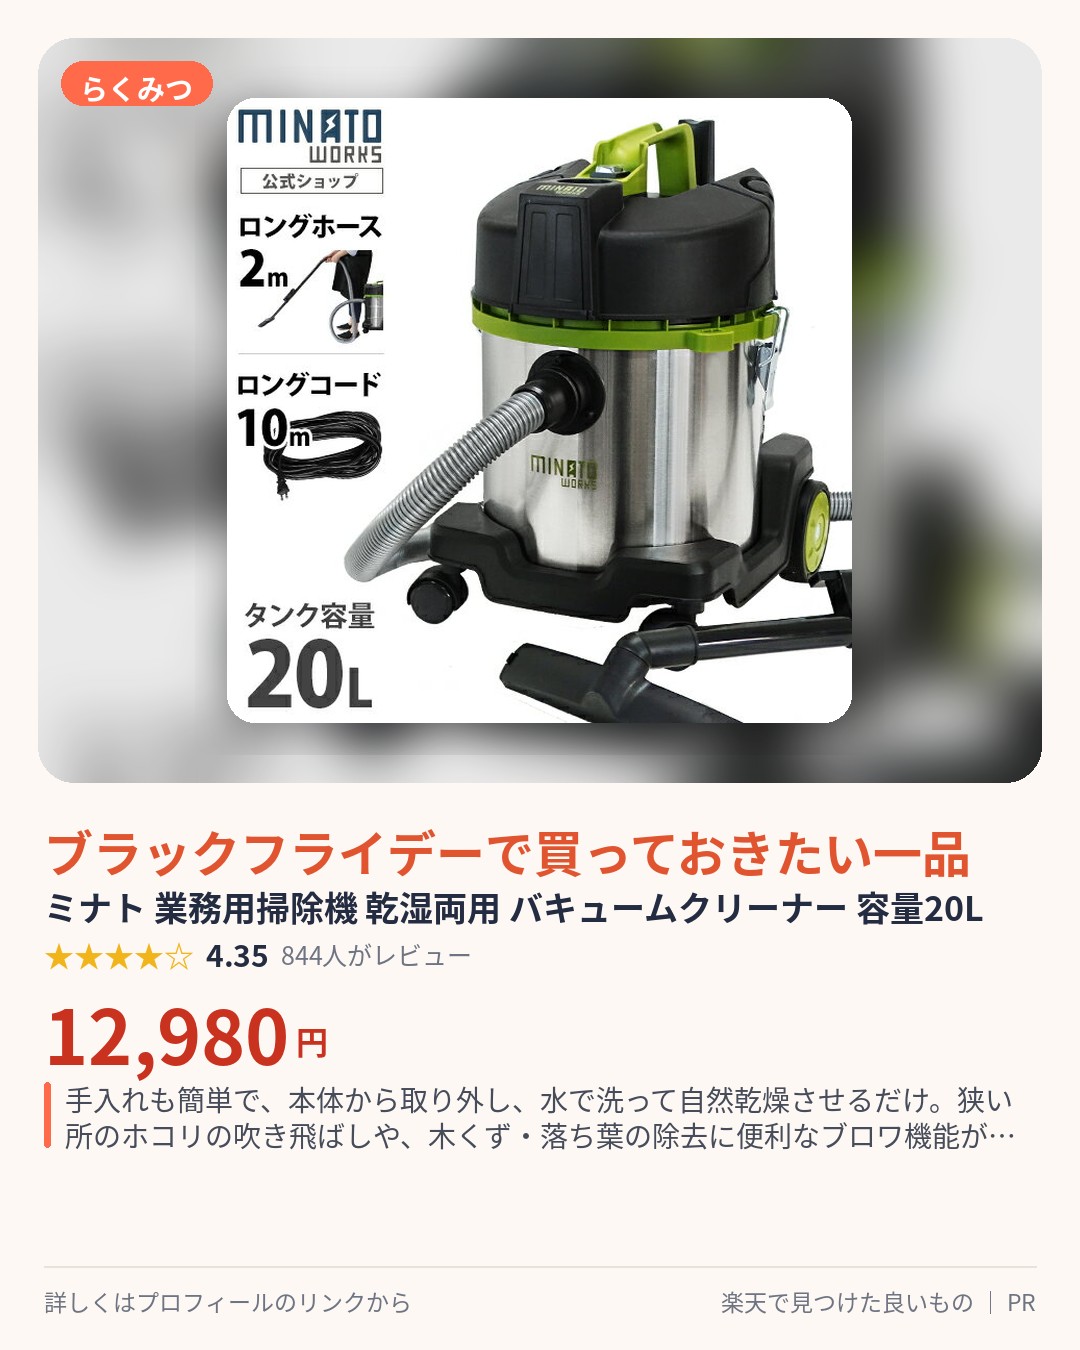 らくみつ
MINATO
WORKS
公式ショップ
ロングホース
2m
ロングコード
10m
タンク容量
20L
MINATO
WORKS
MINATO
WORKS
ブラックフライデーで買っておきたい一品
ミナト 業務用掃除機 乾湿両用 バキュームクリーナー 容量20L
★★★★☆ 4.35 844人がレビュー
12,980円
手入れも簡単で、本体から取り外し、水で洗って自然乾燥させるだけ。狭い
所のホコリの吹き飛ばしや、木くず・落ち葉の除去に便利なブロワ機能が…
詳しくはプロフィールのリンクから
楽天で見つけた良いもの ｜ PR